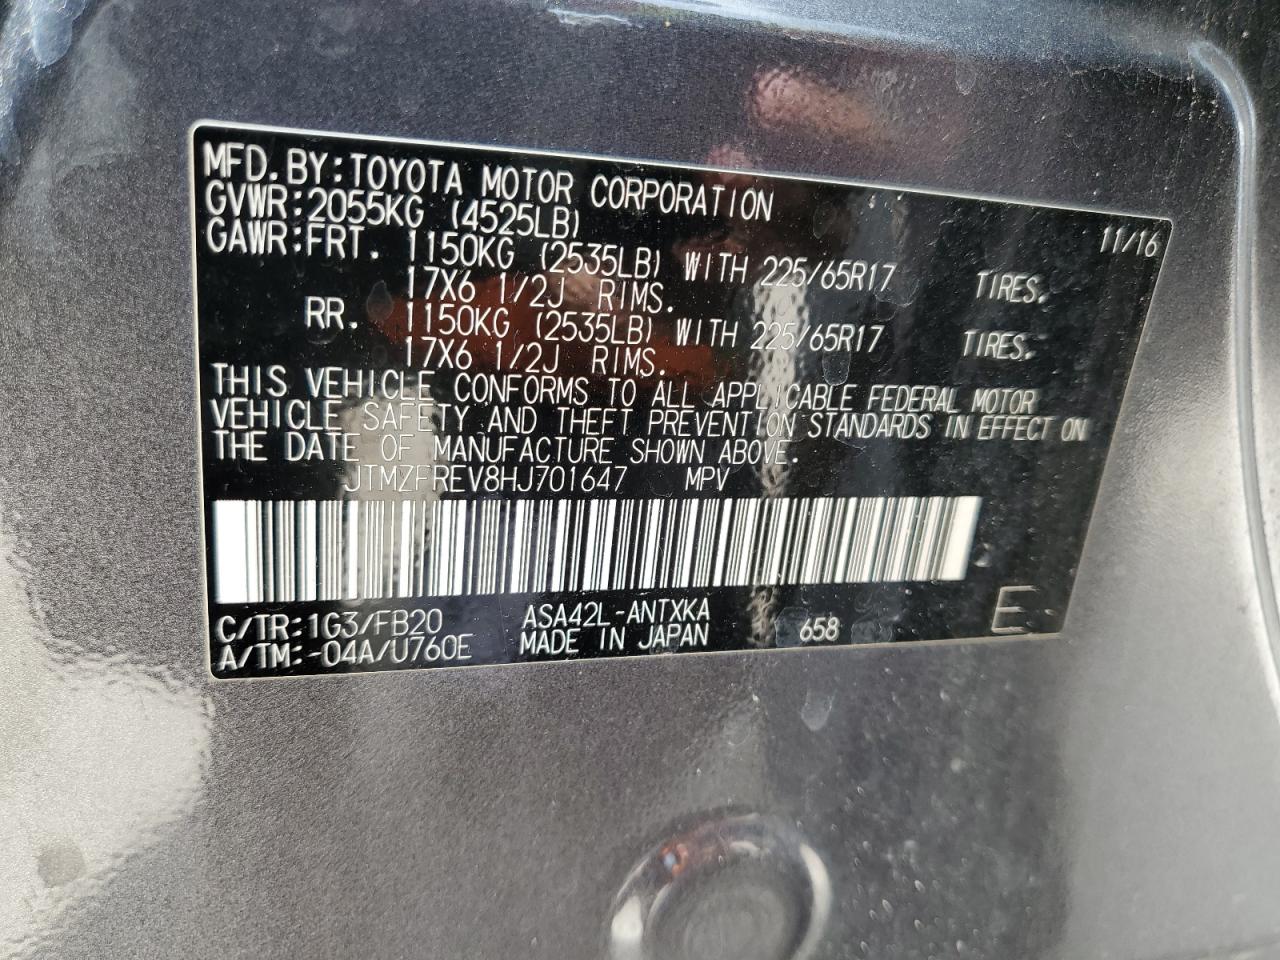 MFD.BY:TOYOTA MOTOR CORPORATION 11/16
GVWR:2055KG (4525LB)
GAWR:FRT. 1150KG (2535LB) WITH 225/65R17 TIRES.
17X6 1/2J RIMS.
RR. 1150KG (2535LB) WITH 225/65R17 TIRES.
17X6 1/2J RIMS.
THIS VEHICLE CONFORMS TO ALL APPLICABLE FEDERAL MOTOR
VEHICLE SAFETY AND THEFT PREVENTION STANDARDS IN EFFECT ON
THE DATE OF MANUFACTURE SHOWN ABOVE.
JTMZFREV8HJ701647 MPV
C/TR:1G3/FB20 ASA42L-ANTXKA
A/TM:-04A/U760E MADE IN JAPAN 658 E